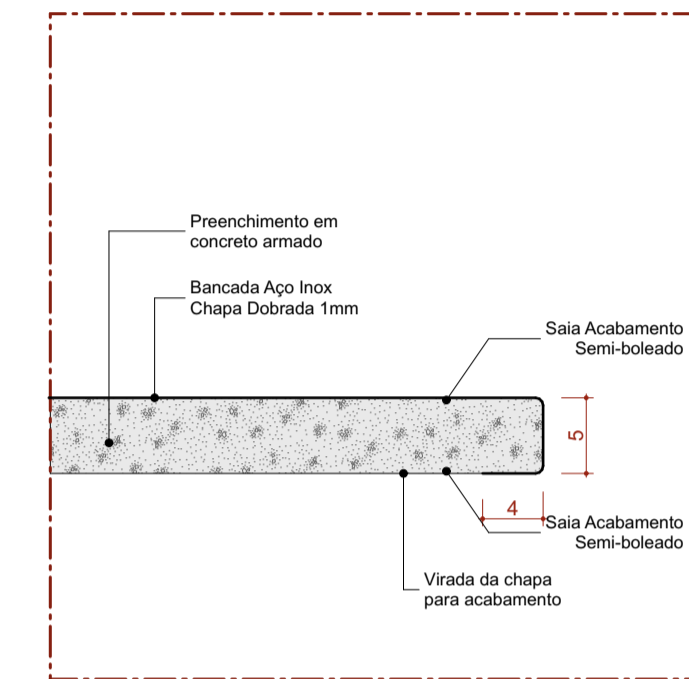 Preenchimento em
concreto armado
Bancada Aço Inox
Chapa Dobrada 1mm
Saia Acabamento
Semi-boleado
5
4
Saia Acabamento
Semi-boleado
Virada da chapa
para acabamento